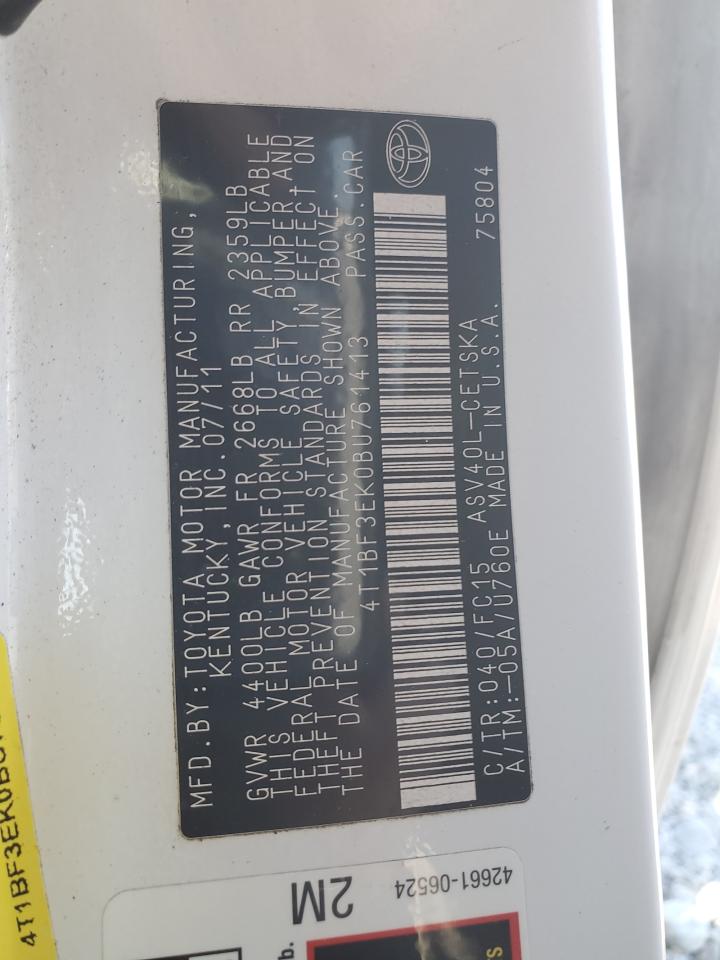 MFD.BY:TOYOTA MOTOR MANUFACTURING,
KENTUCKY,INC.07/11
GVWR 4400LB GAWR FR 2668LB RR 2359LB
THIS VEHICLE CONFORMS TO ALL APPLICABLE
FEDERAL MOTOR VEHICLE SAFETY, BUMPER,AND
THEFT PREVENTION STANDARDS IN EFFECT ON
THE DATE OF MANUFACTURE SHOWN ABOVE.
4T1BF3EK0BU761413 PASS.CAR
C/TR:040/FC15 ASV40L-CETSKA 75804
A/TM:-05A/U760E MADE IN U.S.A.
4T1BF3EK0BU
2M
42661-06524